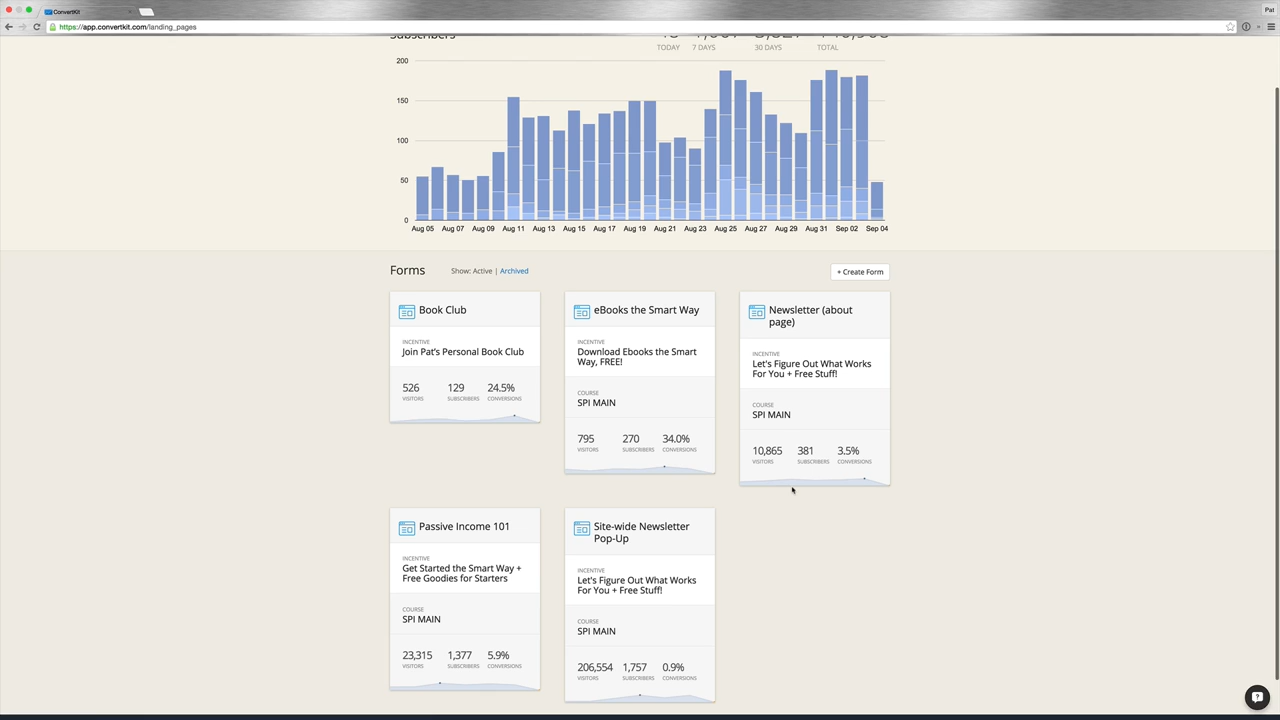 ConvertKit
Pat
https://app.convertkit.com/landing_pages
Subscribers
TODAY 7 DAYS 30 DAYS TOTAL
200
150
100
50
0
Aug 05 Aug 07 Aug 09 Aug 11 Aug 13 Aug 15 Aug 17 Aug 19 Aug 21 Aug 23 Aug 25 Aug 27 Aug 29 Aug 31 Sep 02 Sep 04
Forms Show: Active | Archived + Create Form
Book Club
INCENTIVE
Join Pat's Personal Book Club
526 129 24.5%
VISITORS SUBSCRIBERS CONVERSIONS
eBooks the Smart Way
INCENTIVE
Download Ebooks the Smart
Way, FREE!
COURSE
SPI MAIN
795 270 34.0%
VISITORS SUBSCRIBERS CONVERSIONS
Newsletter (about
page)
INCENTIVE
Let's Figure Out What Works
For You + Free Stuff!
COURSE
SPI MAIN
10,865 381 3.5%
VISITORS SUBSCRIBERS CONVERSIONS
Passive Income 101
INCENTIVE
Get Started the Smart Way +
Free Goodies for Starters
COURSE
SPI MAIN
23,315 1,377 5.9%
VISITORS SUBSCRIBERS CONVERSIONS
Site-wide Newsletter
Pop-Up
INCENTIVE
Let's Figure Out What Works
For You + Free Stuff!
COURSE
SPI MAIN
206,554 1,757 0.9%
VISITORS SUBSCRIBERS CONVERSIONS